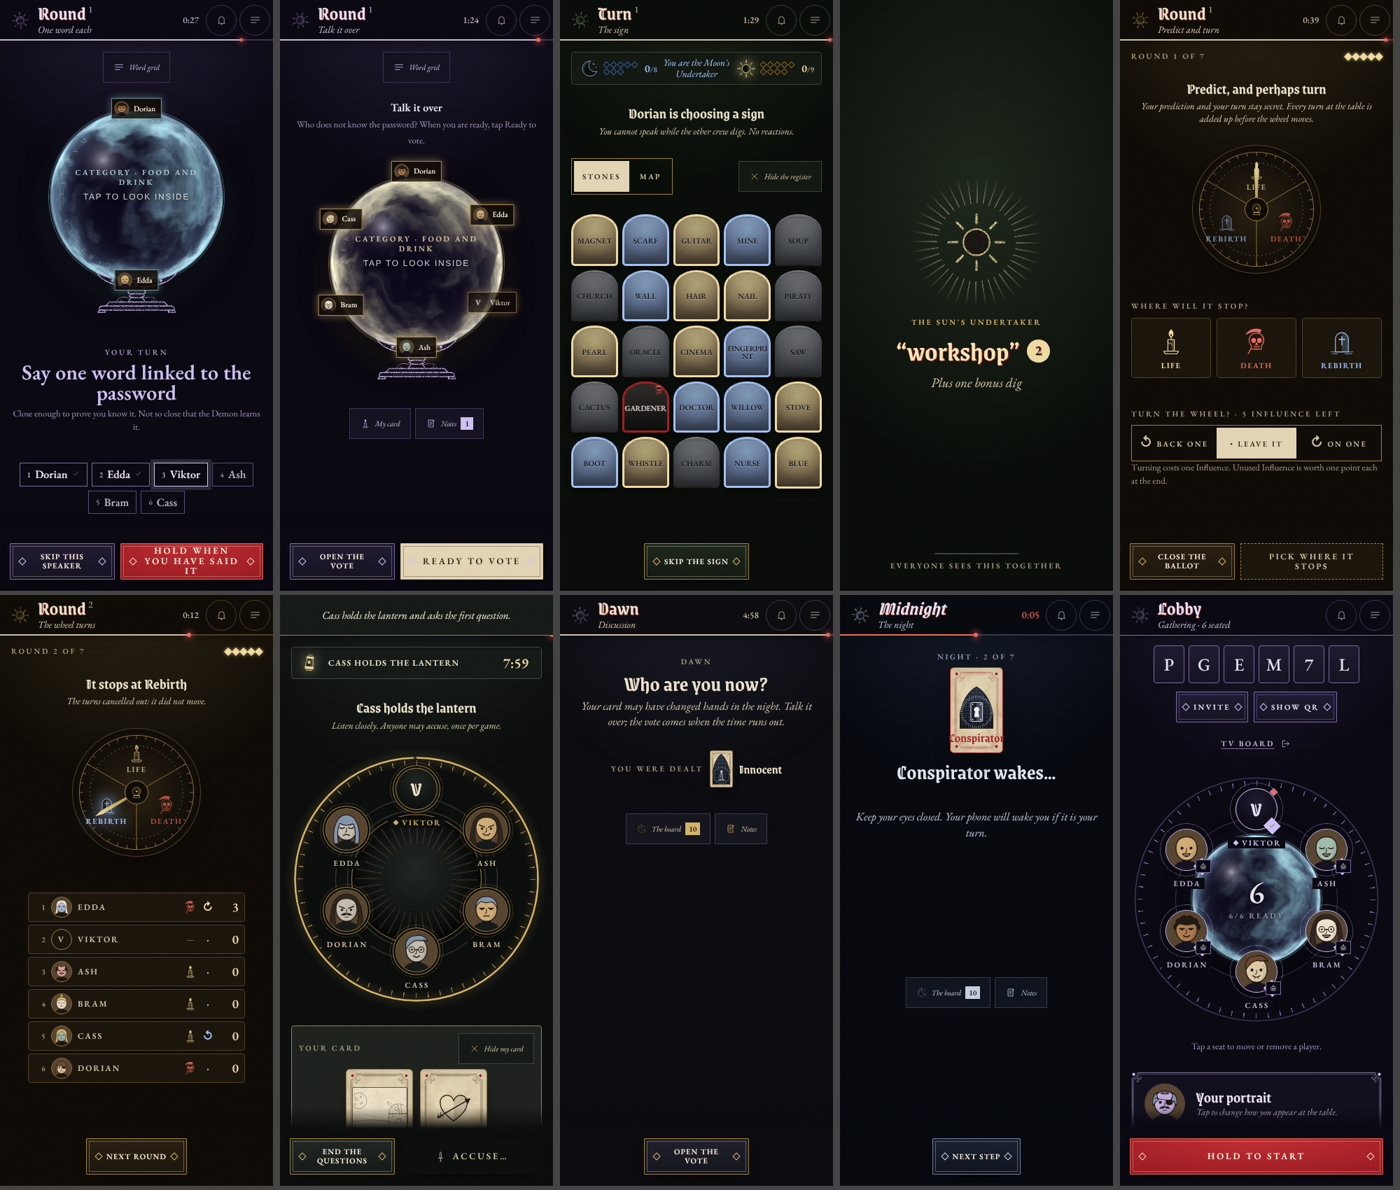 Round 1
One word each
0:27
Word grid
Dorian
CATEGORY · FOOD AND
DRINK
TAP TO LOOK INSIDE
Edda
YOUR TURN
Say one word linked to the
password
Close enough to prove you know it. Not so close that the Demon learns
it.
1 Dorian
2 Edda
3 Viktor
4 Ash
5 Bram
6 Cass
SKIP THIS
SPEAKER
HOLD WHEN
YOU HAVE SAID
IT
Round 1
Talk it over
1:24
Word grid
Talk it over
Who does not know the password? When you are ready, tap Ready to
vote.
Dorian
Cass
Edda
CATEGORY · FOOD AND
DRINK
TAP TO LOOK INSIDE
Bram
V Viktor
Ash
My card
Notes 1
OPEN THE
VOTE
READY TO VOTE
Turn 1
The sign
1:29
0/8
You are the Moon's
Undertaker
0/9
Dorian is choosing a sign
You cannot speak while the other crew digs. No reactions.
STONES
MAP
Hide the register
MAGNET
SCARF
GUITAR
MINE
SOUP
CHURCH
WALL
HAIR
NAIL
PIRATE
PEARL
ORACLE
CINEMA
FINGERPRI
NT
SAW
CACTUS
GARDENER
DOCTOR
WILLOW
STOVE
BOOT
WHISTLE
CHARM
NURSE
BLUE
SKIP THE SIGN
THE SUN'S UNDERTAKER
“workshop” 2
Plus one bonus dig
EVERYONE SEES THIS TOGETHER
Round 1
Predict and turn
0:39
ROUND 1 OF 7
Predict, and perhaps turn
Your prediction and your turn stay secret. Every turn at the table is
added up before the wheel moves.
LIFE
REBIRTH
DEATH
WHERE WILL IT STOP?
LIFE
DEATH
REBIRTH
TURN THE WHEEL? · 5 INFLUENCE LEFT
BACK ONE
· LEAVE IT
ON ONE
Turning costs one Influence. Unused Influence is worth one point each
at the end.
CLOSE THE
BALLOT
PICK WHERE IT
STOPS
Round 2
The wheel turns
0:12
ROUND 2 OF 7
It stops at Rebirth
The turns cancelled out: it did not move.
LIFE
REBIRTH
DEATH
1 EDDA 3
2 V VIKTOR — · 0
3 ASH · 0
4 BRAM · 0
5 CASS 0
6 DORIAN · 0
NEXT ROUND
Cass holds the lantern and asks the first question.
CASS HOLDS THE LANTERN
7:59
Cass holds the lantern
Listen closely. Anyone may accuse, once per game.
V
VIKTOR
EDDA
ASH
DORIAN
BRAM
CASS
YOUR CARD
Hide my card
END THE
QUESTIONS
ACCUSE...
Dawn
Discussion
4:58
DAWN
Who are you now?
Your card may have changed hands in the night. Talk it
over; the vote comes when the time runs out.
YOU WERE DEALT
Innocent
The board 10
Notes
OPEN THE
VOTE
Midnight
The night
0:05
NIGHT · 2 OF 7
Conspirator
Conspirator wakes...
Keep your eyes closed. Your phone will wake you if it is your
turn.
The board 10
Notes
NEXT STEP
Lobby
Gathering · 6 seated
P G E M 7 L
INVITE
SHOW QR
TV BOARD
V
VIKTOR
EDDA
ASH
6
6/6 READY
DORIAN
BRAM
CASS
Tap a seat to move or remove a player.
Your portrait
Tap to change how you appear at the table.
HOLD TO START